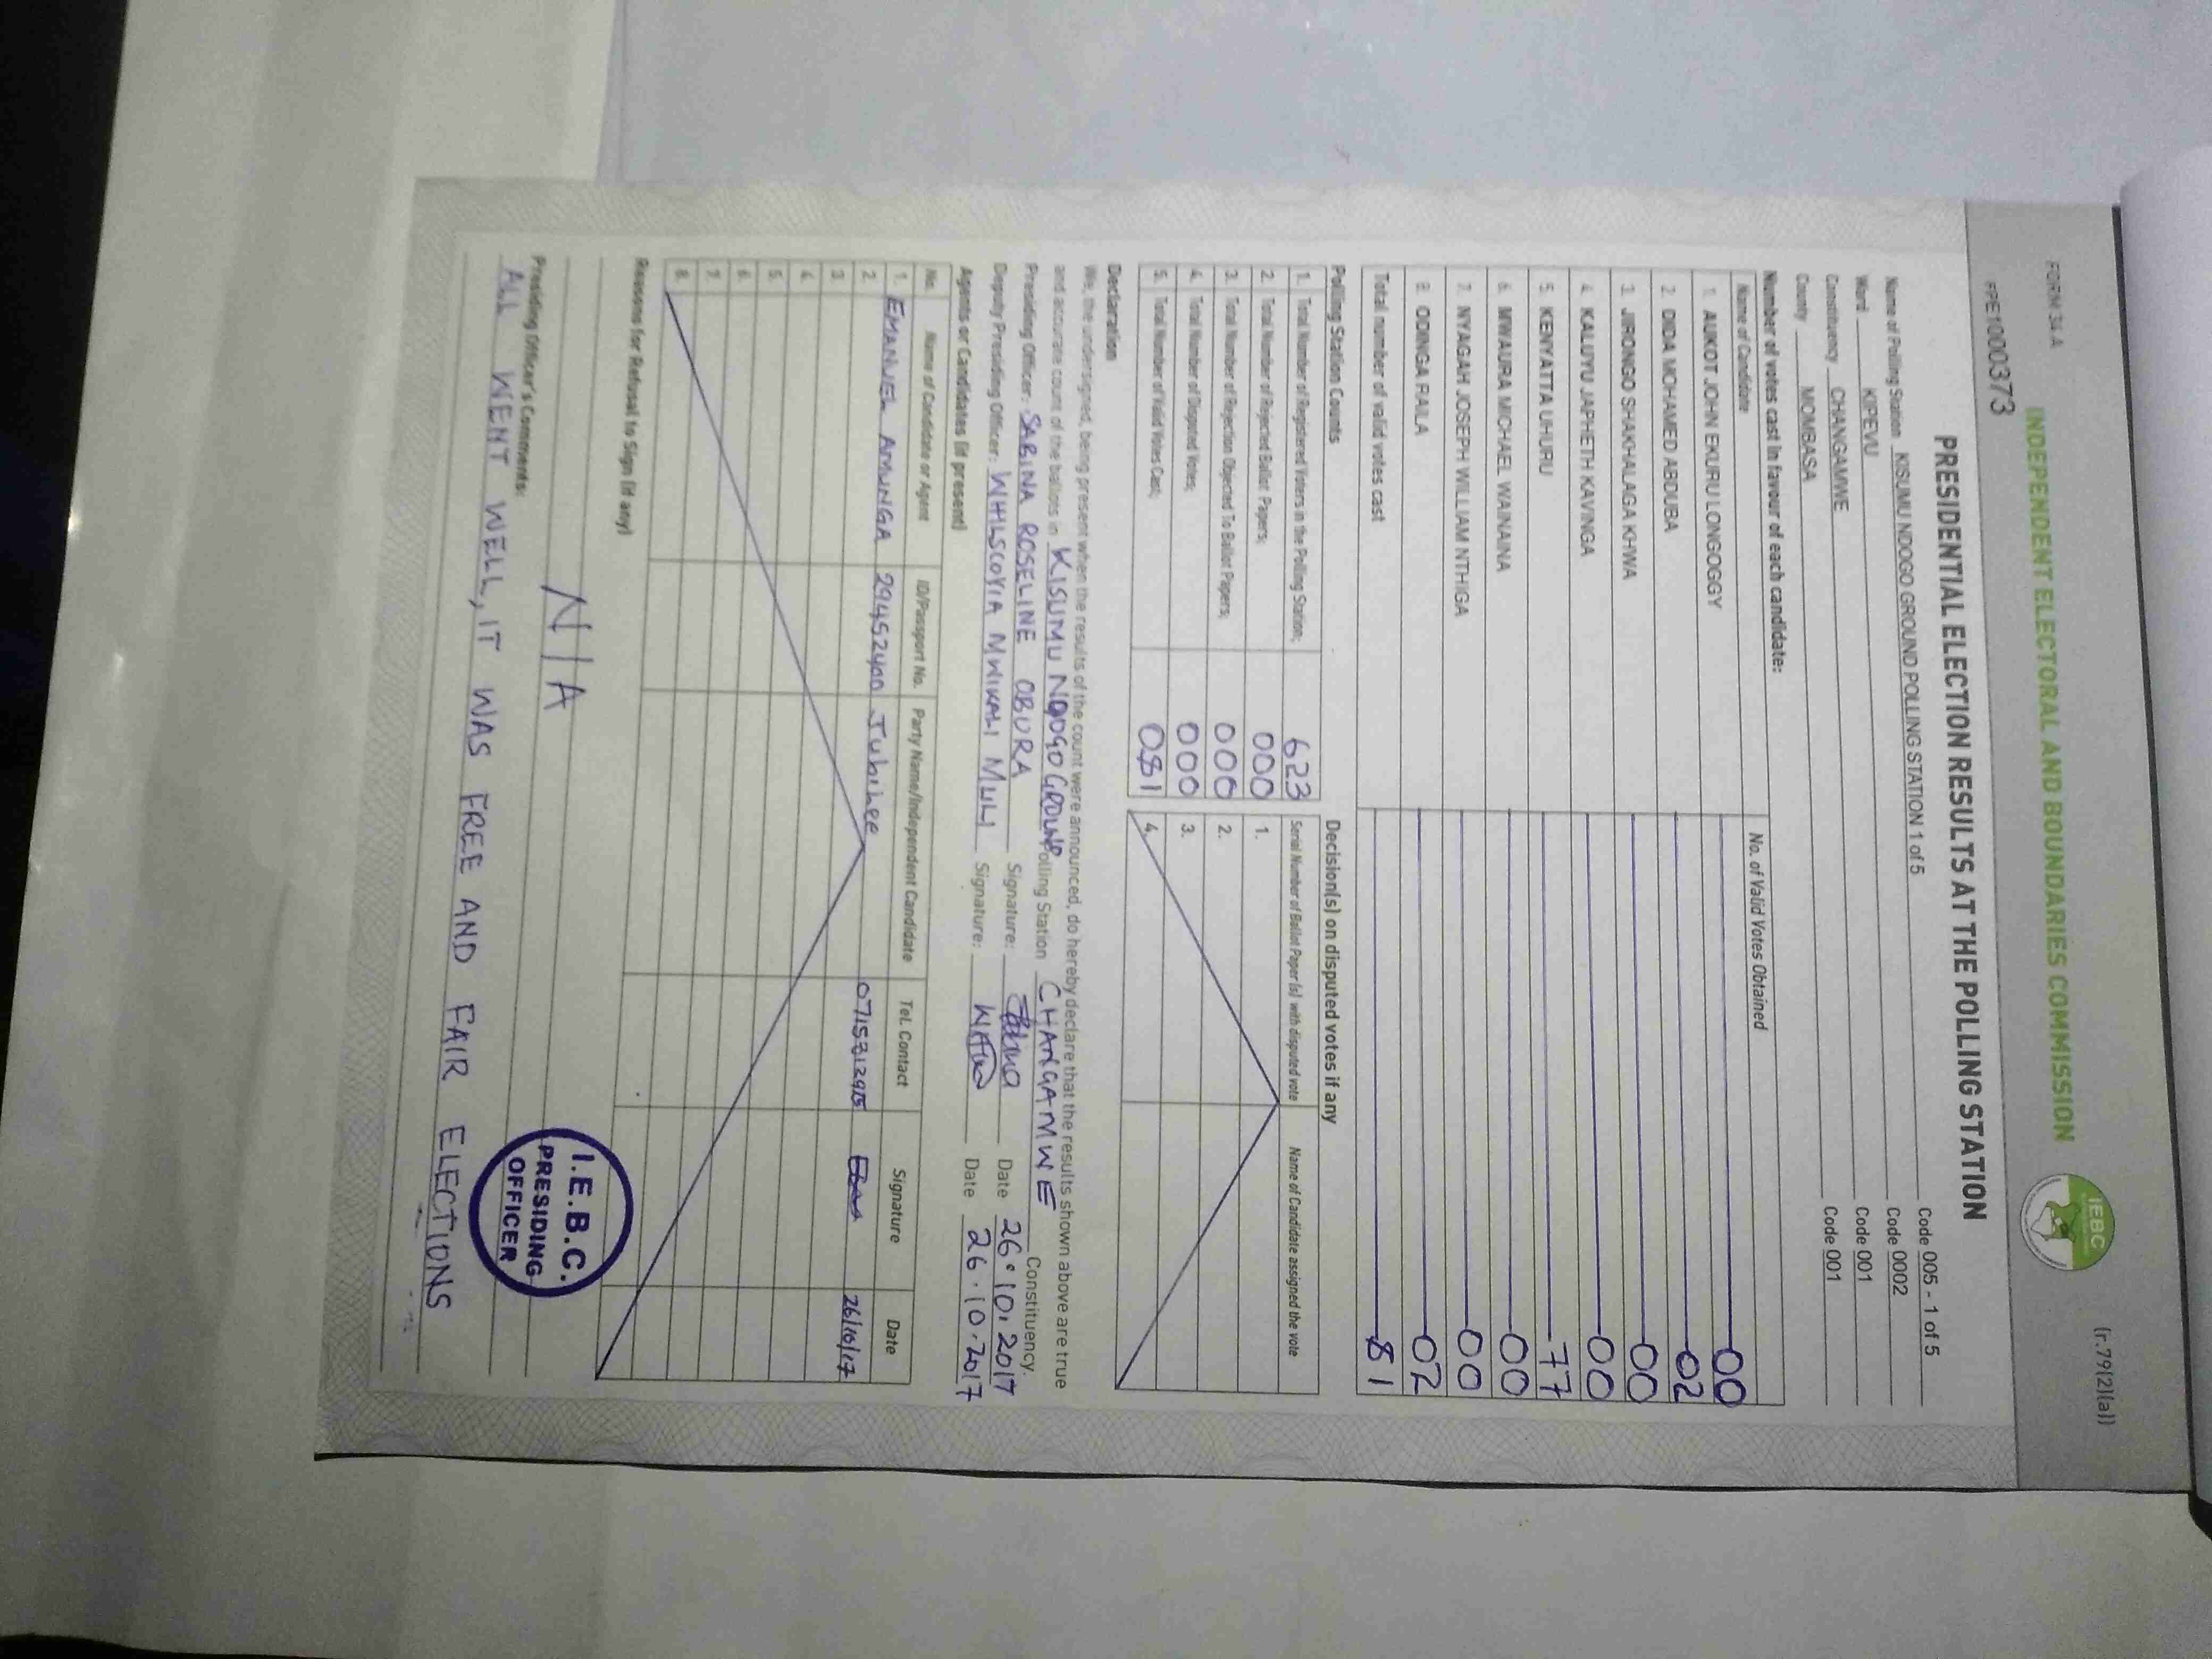 FORM 34 A
(r.79(2)(a))
INDEPENDENT ELECTORAL AND BOUNDARIES COMMISSION
IEBC
FPE100373
PRESIDENTIAL ELECTION RESULTS AT THE POLLING STATION
Name of Polling Station KISUMU NDOGO GROUND POLLING STATION 1 of 5 Code 005 - 1 of 5
Ward KIPEVU Code 0002
Constituency CHANGAMWE Code 001
County MOMBASA Code 001
Number of votes cast in favour of each candidate:
Name of Candidate No. of Valid Votes Obtained
1. AUKOT JOHN EKURU LONGOGGY 00
2. DIDA MOHAMED ABDUBA 02
3. JIRONGO SHAKHALAGA KHWA 00
4. KALUYU JAPHETH KAVINGA 00
5. KENYATTA UHURU 77
6. MWAURA MICHAEL WAINAINA 00
7. NYAGAH JOSEPH WILLIAM NTHIGA 00
8. ODINGA RAILA 02
Total number of valid votes cast 81
Polling Station Counts
1. Total Number of Registered Voters in the Polling Station; 623
2. Total Number of Rejected Ballot Papers; 000
3. Total Number of Rejection Objected To Ballot Papers; 000
4. Total Number of Disputed Votes; 000
5. Total Number of Valid Votes Cast; 081
Decision(s) on disputed votes if any
Serial Number of Ballot Paper (s) with disputed vote Name of Candidate assigned the vote
1.
2.
3.
4.
Declaration
We, the undersigned, being present when the results of the count were announced, do hereby declare that the results shown above are true
and accurate count of the ballots in KISUMU NDOGO GROUND Polling Station CHANGAMWE Constituency.
Presiding Officer: SABINA ROSELINE OBURA Signature: Date 26.10.2017
Deputy Presiding Officer: MWIKALI MULI Signature: Date 26.10.2017
Agents or Candidates (if present)
No. Name of Candidate or Agent ID/Passport No. Party Name/Independent Candidate Tel. Contact Signature Date
1. EMANUEL AMUNGA 29452400 Jubilee 26/10/17
2.
3.
4.
5.
6.
7.
8.
Reasons for Refusal to Sign (if any)
N/A
Presiding Officer's Comments:
ALL WENT WELL, IT WAS FREE AND FAIR ELECTIONS
I.E.B.C.
PRESIDING
OFFICER